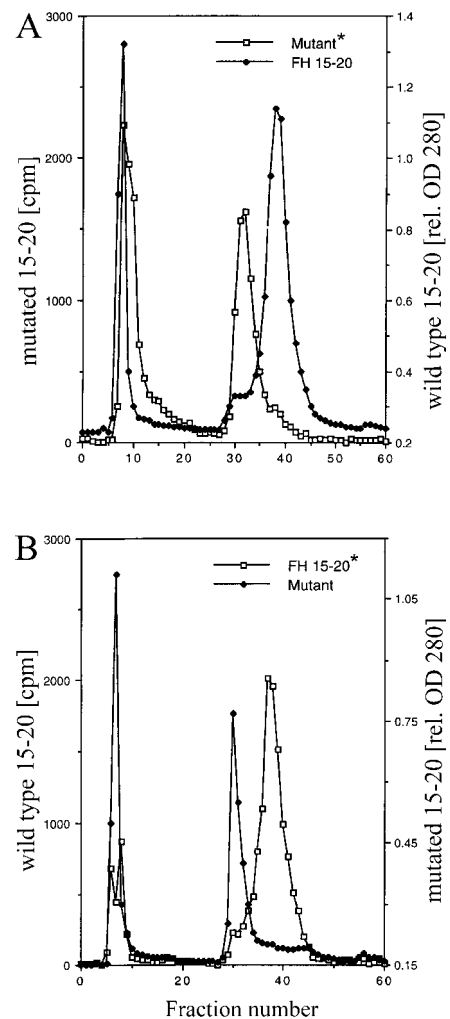 A
3000
2000
1000
0
1.4
1.2
1.0
0.8
0.6
0.4
0.2
0 10 20 30 40 50 60
Mutant*
FH 15-20
mutated 15-20 [cpm]
wild type 15-20 [rel. OD 280]
B
3000
2000
1000
0
1.05
0.75
0.45
0.15
0 20 40 60
FH 15-20*
Mutant
wild type 15-20 [cpm]
mutated 15-20 [rel. OD 280]
Fraction number